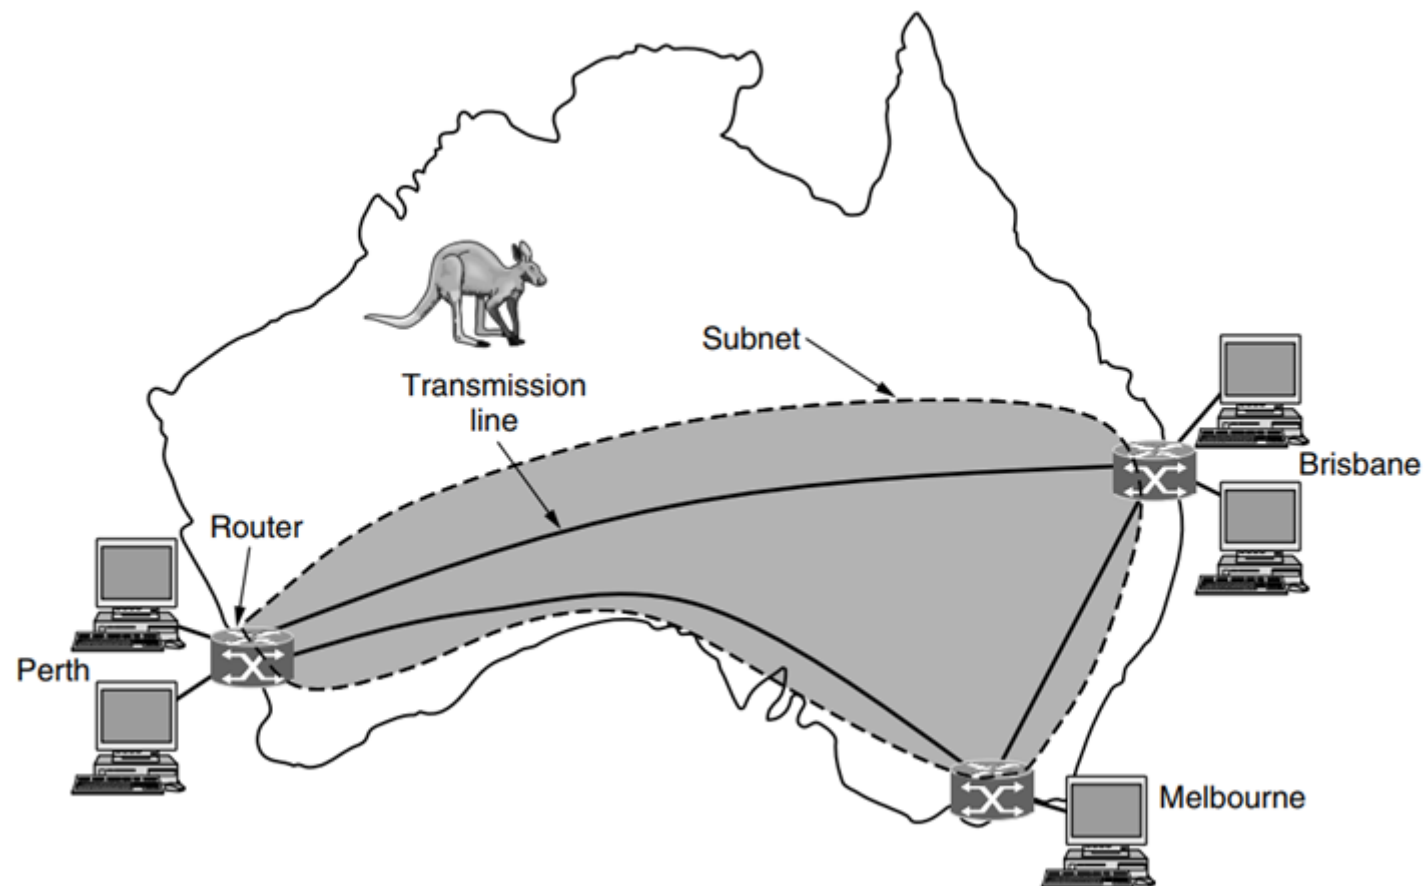 Subnet
Transmission
line
Brisbane
Router
Perth
Melbourne